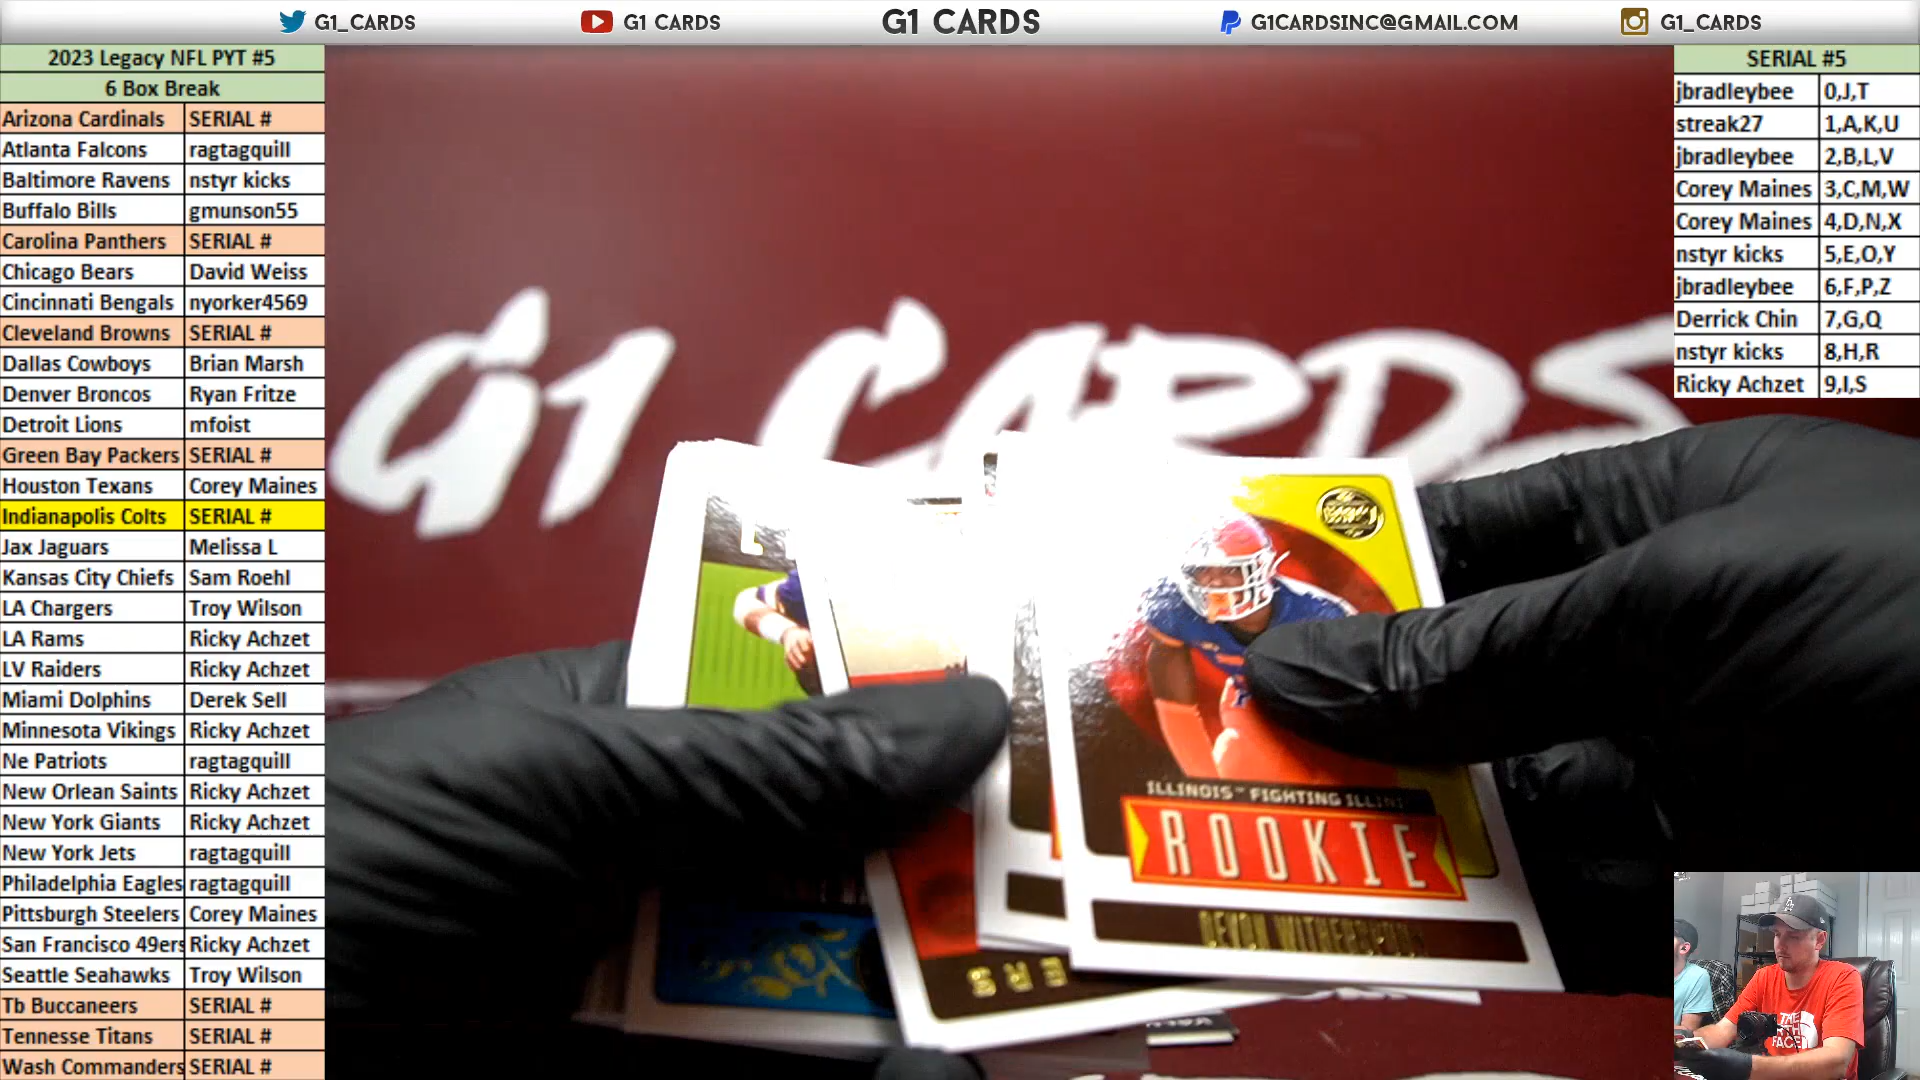 G1_CARDS
G1 CARDS
G1 CARDS
G1CARDSINC@GMAIL.COM
G1_CARDS
2023 Legacy NFL PYT #5
6 Box Break
Arizona Cardinals SERIAL #
Atlanta Falcons ragtagquill
Baltimore Ravens nstyr kicks
Buffalo Bills gmunson55
Carolina Panthers SERIAL #
Chicago Bears David Weiss
Cincinnati Bengals nyorker4569
Cleveland Browns SERIAL #
Dallas Cowboys Brian Marsh
Denver Broncos Ryan Fritze
Detroit Lions mfoist
Green Bay Packers SERIAL #
Houston Texans Corey Maines
Indianapolis Colts SERIAL #
Jax Jaguars Melissa L
Kansas City Chiefs Sam Roehl
LA Chargers Troy Wilson
LA Rams Ricky Achzet
LV Raiders Ricky Achzet
Miami Dolphins Derek Sell
Minnesota Vikings Ricky Achzet
Ne Patriots ragtagquill
New Orlean Saints Ricky Achzet
New York Giants Ricky Achzet
New York Jets ragtagquill
Philadelphia Eagles ragtagquill
Pittsburgh Steelers Corey Maines
San Francisco 49ers Ricky Achzet
Seattle Seahawks Troy Wilson
Tb Buccaneers SERIAL #
Tennesse Titans SERIAL #
Wash Commanders SERIAL #
SERIAL #5
jbradleybee 0,J,T
streak27 1,A,K,U
jbradleybee 2,B,L,V
Corey Maines 3,C,M,W
Corey Maines 4,D,N,X
nstyr kicks 5,E,O,Y
jbradleybee 6,F,P,Z
Derrick Chin 7,G,Q
nstyr kicks 8,H,R
Ricky Achzet 9,I,S
G1 CARDS
ILLINOIS™ FIGHTING ILLINI
ROOKIE
DEVON WITHERSPOON
ERS
THE
FACE